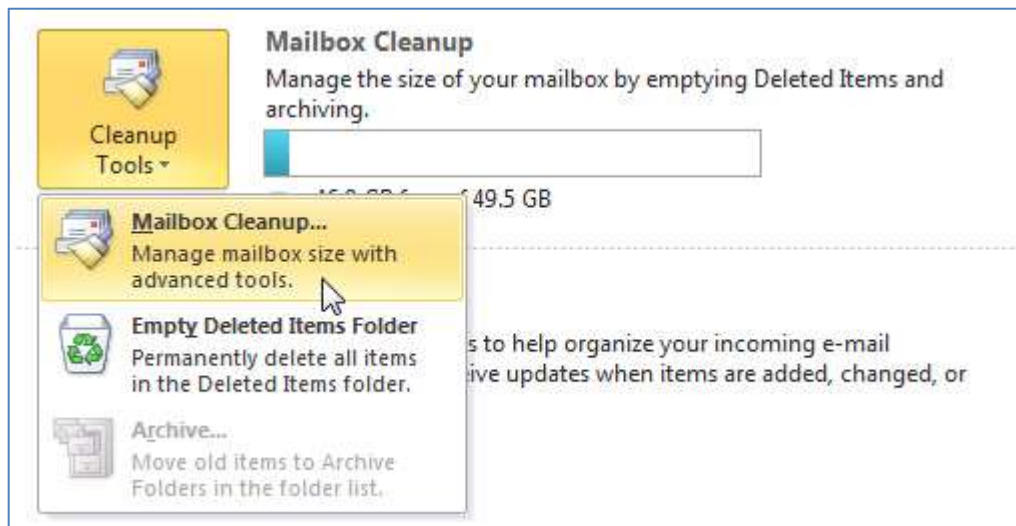 Mailbox Cleanup
Manage the size of your mailbox by emptying Deleted Items and
archiving.
Cleanup
Tools
49.5 GB
Mailbox Cleanup...
Manage mailbox size with
advanced tools.
Empty Deleted Items Folder
Permanently delete all items
in the Deleted Items folder.
s to help organize your incoming e-mail
ive updates when items are added, changed, or
Archive...
Move old items to Archive
Folders in the folder list.